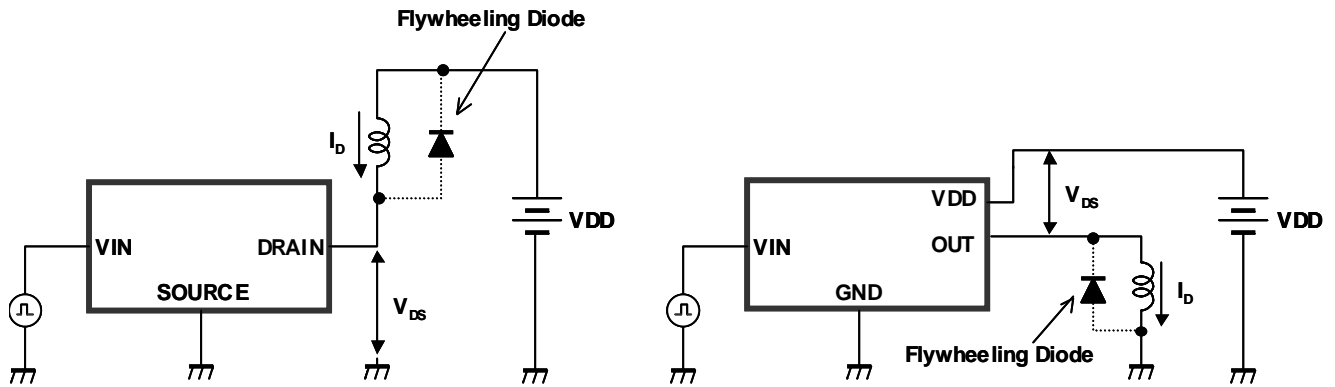 Flywheeling Diode
I_D
VDD
VIN
DRAIN
SOURCE
V_DS
VDD
V_DS
VDD
VIN
OUT
GND
I_D
Flywheeling Diode